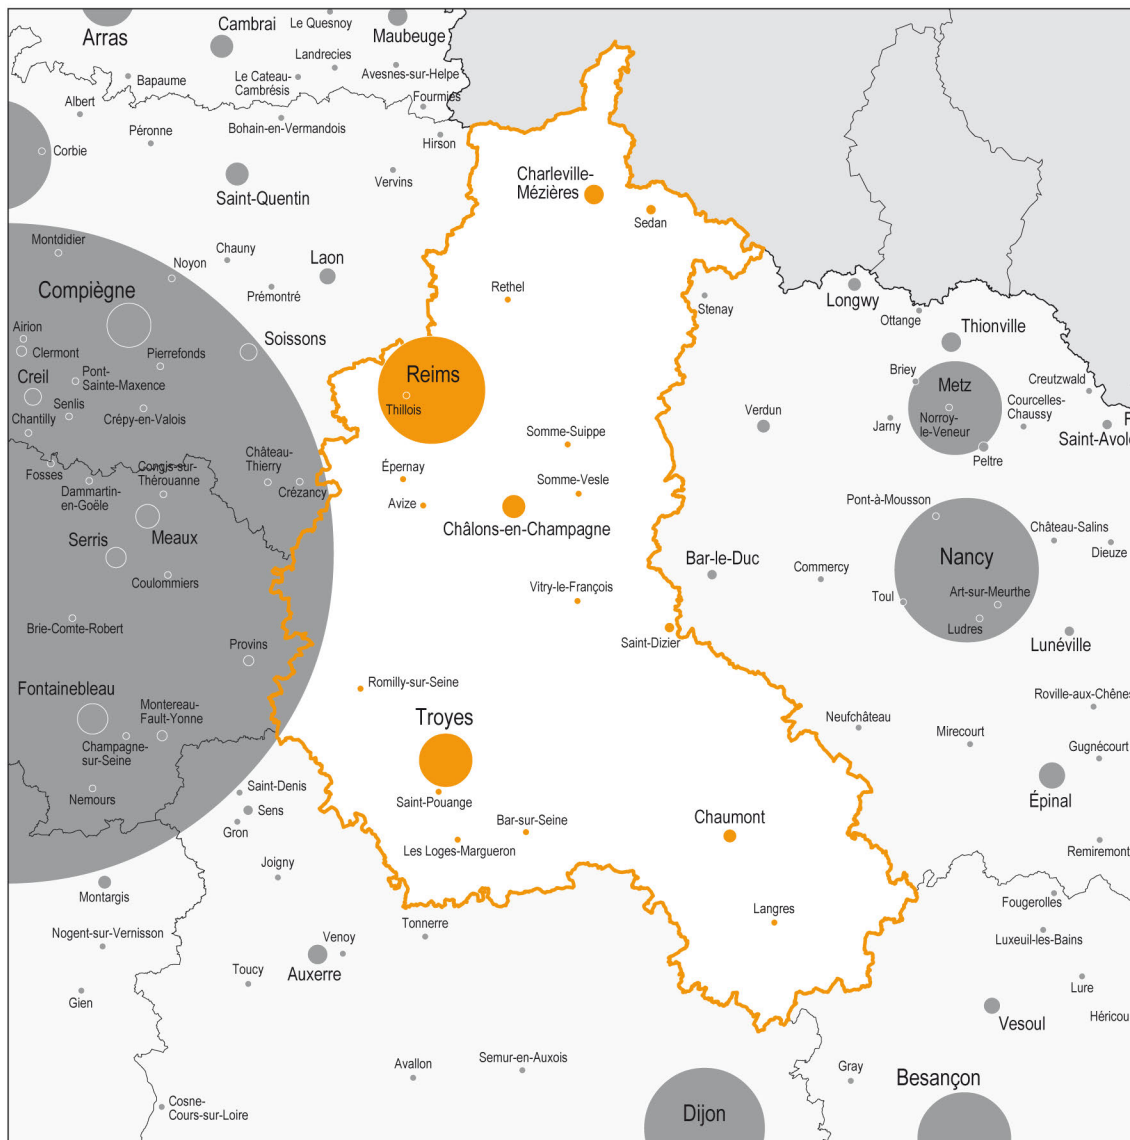 Arras
Cambrai
Le Quesnoy
Maubeuge
Landrecies
Bapaume
Le Cateau-
Cambrésis
Avesnes-sur-Helpe
Albert
Fourmies
Péronne
Bohain-en-Vermandois
Hirson
Corbie
Saint-Quentin
Vervins
Charleville-
Mézières
Sedan
Montdidier
Noyon
Chauny
Laon
Prémontré
Rethel
Stenay
Longwy
Ottange
Thionville
Compiègne
Airion
Clermont
Pierrefonds
Soissons
Creil
Pont-
Sainte-Maxence
Senlis
Chantilly
Crépy-en-Valois
Reims
Thillois
Briey
Metz
Creutzwald
Norroy-
le-Veneur
Courcelles-
Chaussy
Verdun
Jarny
Saint-Avold
Peltre
Somme-Suippe
Fosses
Congis-sur-
Thérouanne
Château-
Thierry
Dammartin-
en-Goële
Crézancy
Épernay
Somme-Vesle
Avize
Pont-à-Mousson
Châlons-en-Champagne
Serris
Meaux
Château-Salins
Dieuze
Nancy
Bar-le-Duc
Commercy
Coulommiers
Vitry-le-François
Toul
Art-sur-Meurthe
Ludres
Brie-Comte-Robert
Provins
Saint-Dizier
Lunéville
Fontainebleau
Romilly-sur-Seine
Montereau-
Fault-Yonne
Troyes
Roville-aux-Chênes
Neufchâteau
Mirecourt
Champagne-
sur-Seine
Gugnécourt
Nemours
Saint-Denis
Saint-Pouange
Épinal
Sens
Gron
Bar-sur-Seine
Chaumont
Les Loges-Margueron
Remiremont
Joigny
Montargis
Langres
Fougerolles
Tonnerre
Nogent-sur-Vernisson
Venoy
Luxeuil-les-Bains
Auxerre
Toucy
Gien
Lure
Vesoul
Héricou
Avallon
Semur-en-Auxois
Gray
Besançon
Cosne-
Cours-sur-Loire
Dijon